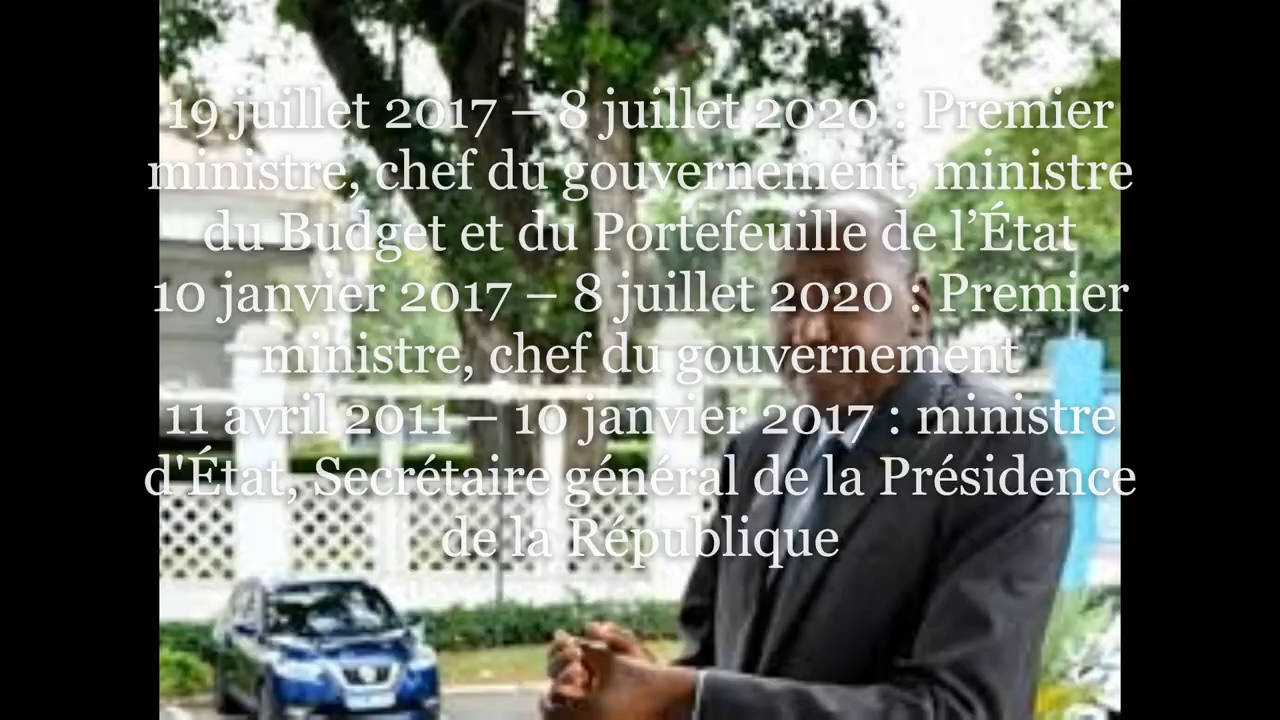 19 juillet 2017 – 8 juillet 2020 : Premier
ministre, chef du gouvernement, ministre
du Budget et du Portefeuille de l’État
10 janvier 2017 – 8 juillet 2020 : Premier
ministre, chef du gouvernement
11 avril 2011 – 10 janvier 2017 : ministre
d'État, Secrétaire général de la Présidence
de la République